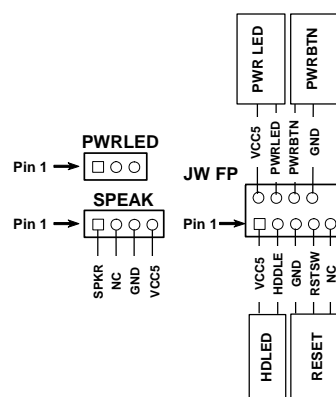 PWR LED
PWRBTN
VCC5
PWRLED
PWRBTN
GND
PWRLED
Pin 1
JW FP
SPEAK
Pin 1
SPKR
NC
GND
VCC5
Pin 1
VCC5
HDDLE
GND
RSTSW
NC
HDLED
RESET